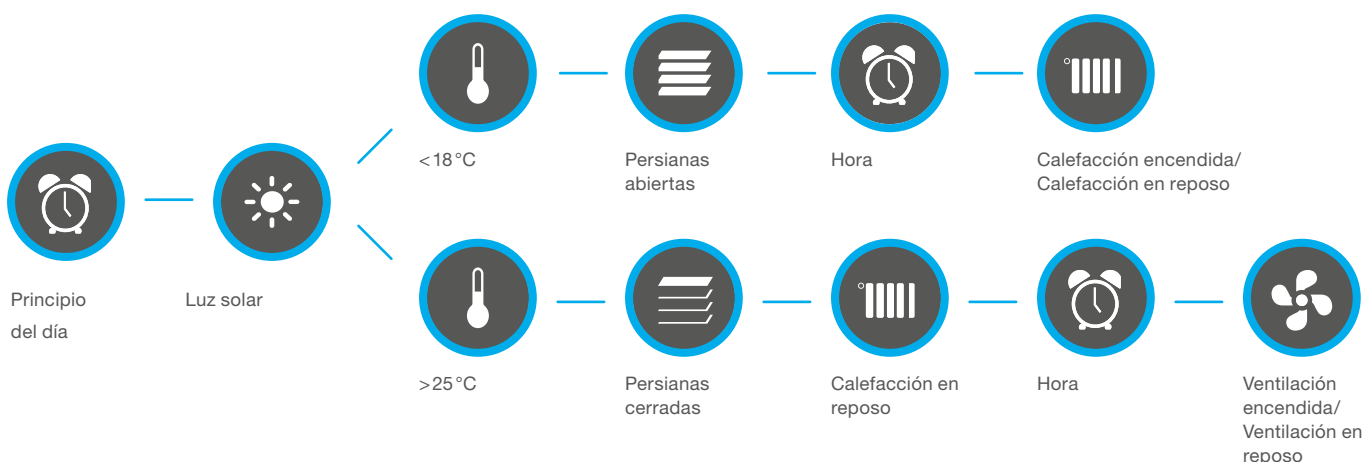 <18°C
Persianas
abiertas
Hora
Calefacción encendida/
Calefacción en reposo
Principio
del día
Luz solar
>25°C
Persianas
cerradas
Calefacción en
reposo
Hora
Ventilación
encendida/
Ventilación en
reposo